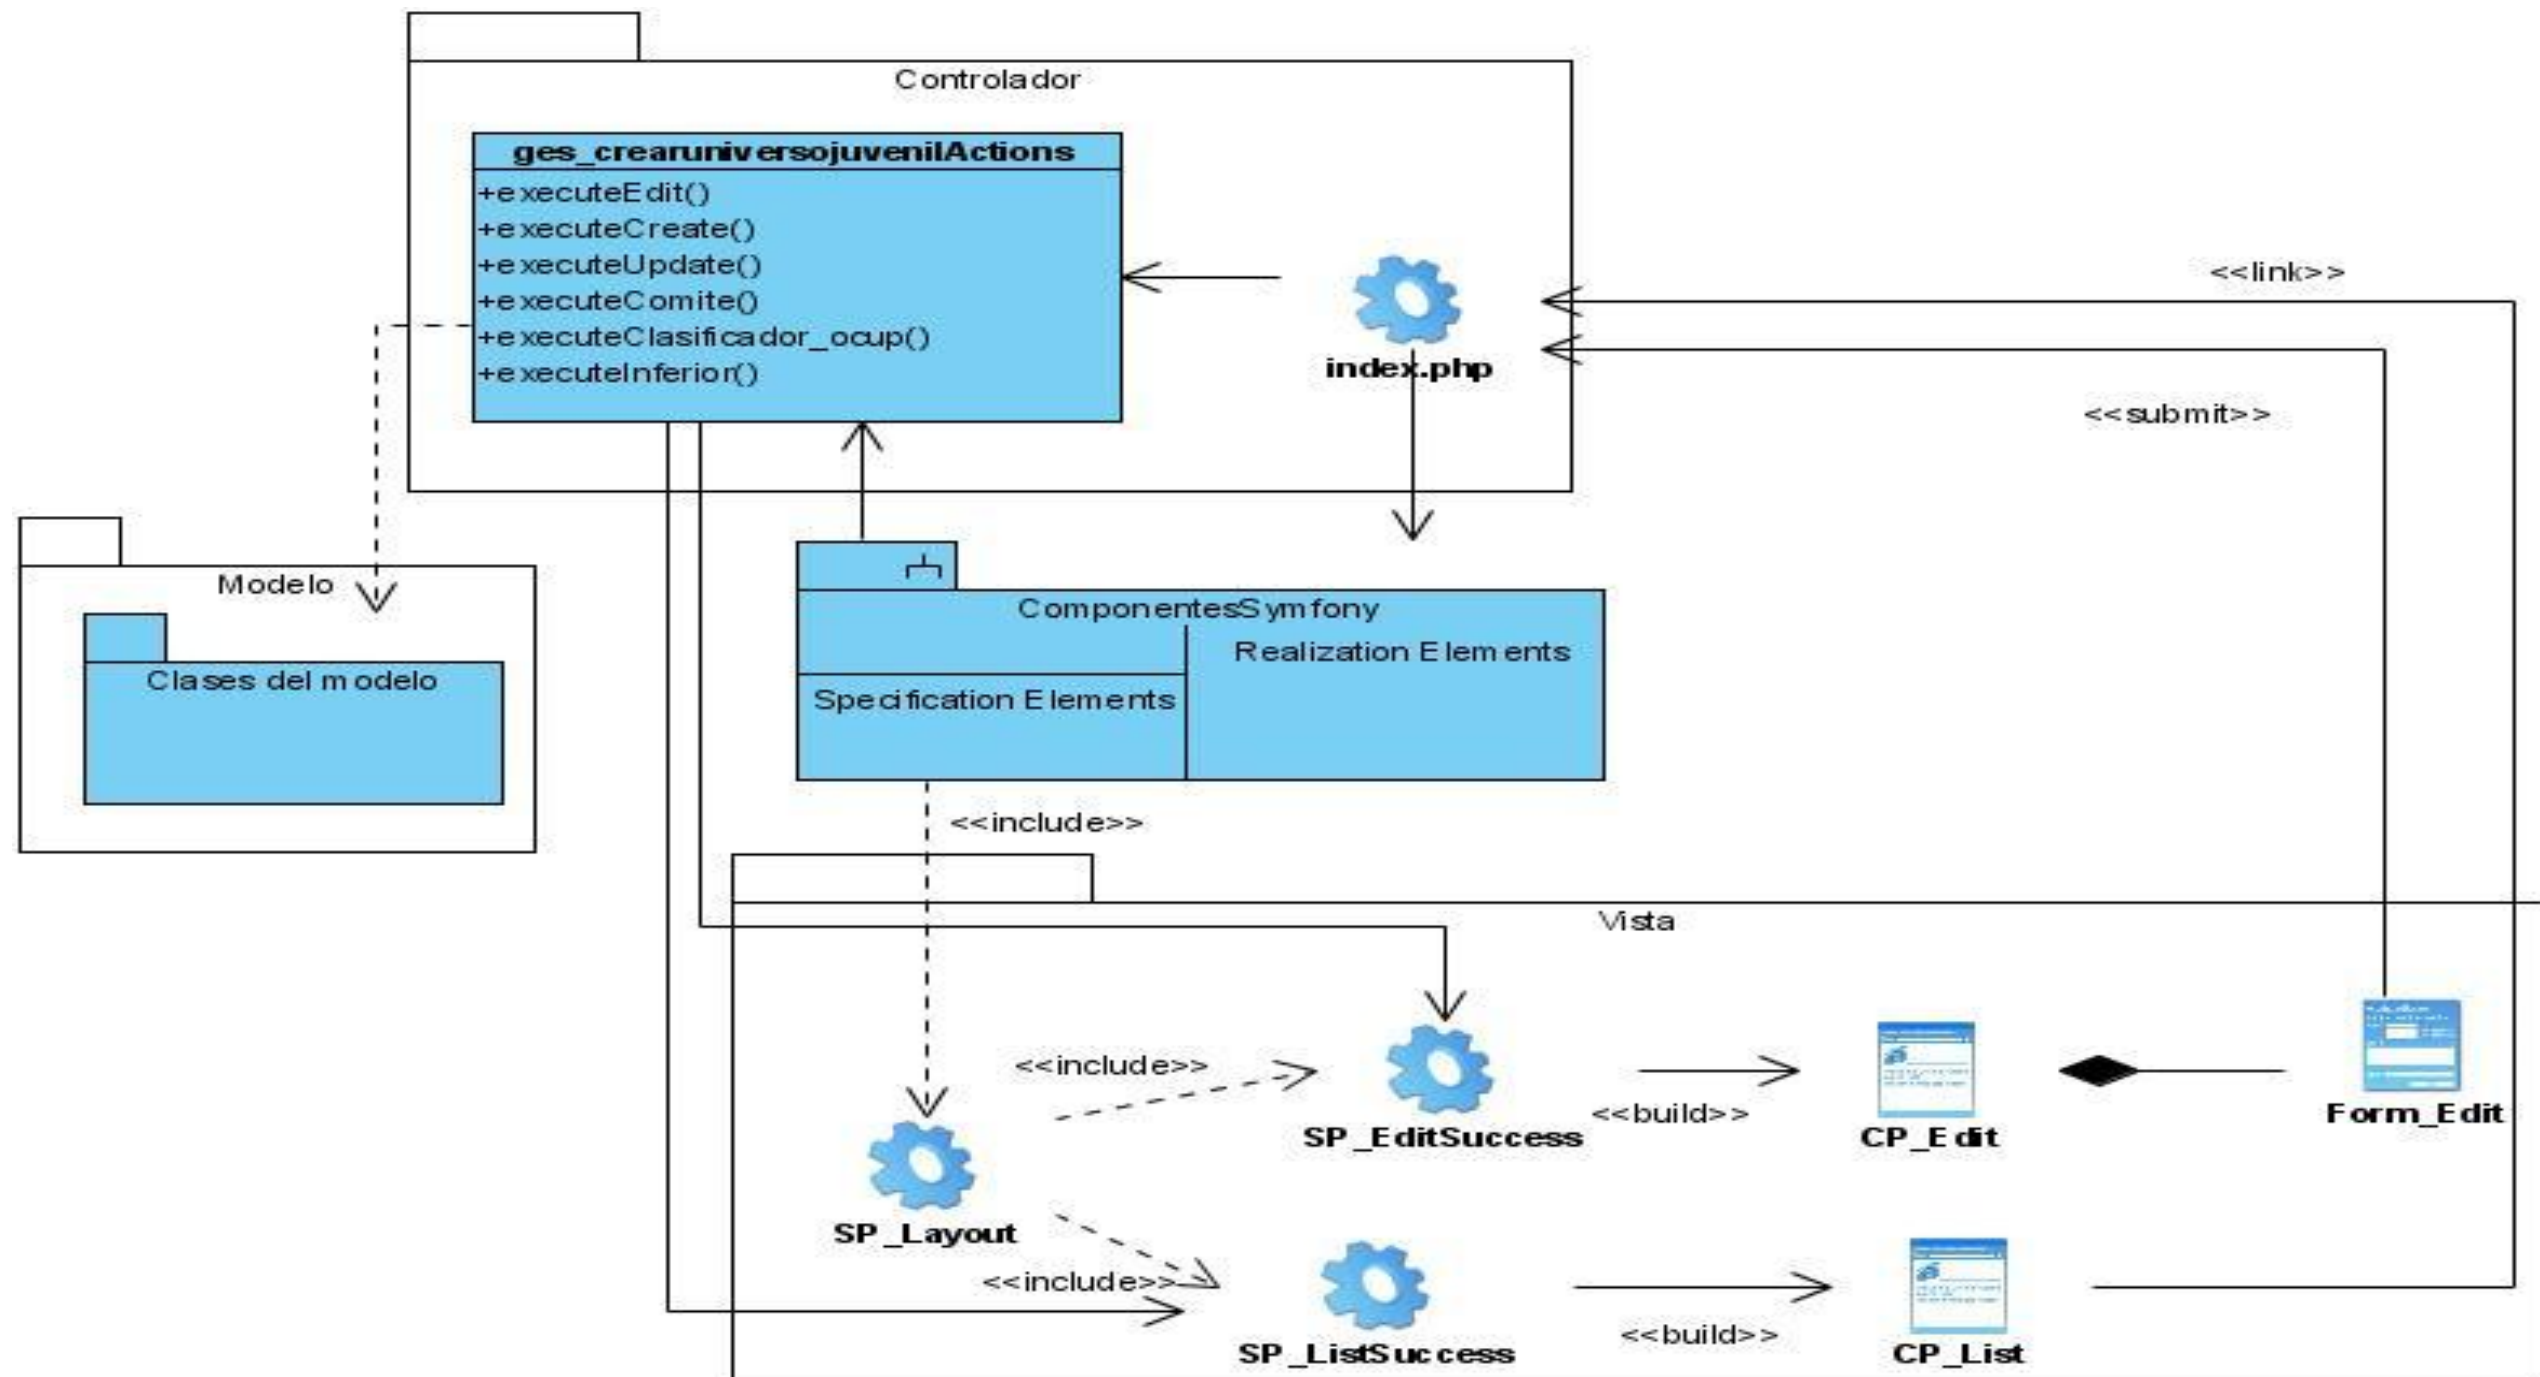 Controlador
ges_crearuniversojuvenilActions
+executeEdit()
+executeCreate()
+executeUpdate()
+executeComite()
+executeClasificador_ocup()
+executeInferior()
index.php
<<link>>
<<submit>>
Modelo
Clases del modelo
ComponentesSymfony
Realization Elements
Specification Elements
<<include>>
Vista
<<include>>
SP_EditSuccess
<<build>>
CP_Edit
Form_Edit
SP_Layout
<<include>>
SP_ListSuccess
<<build>>
CP_List